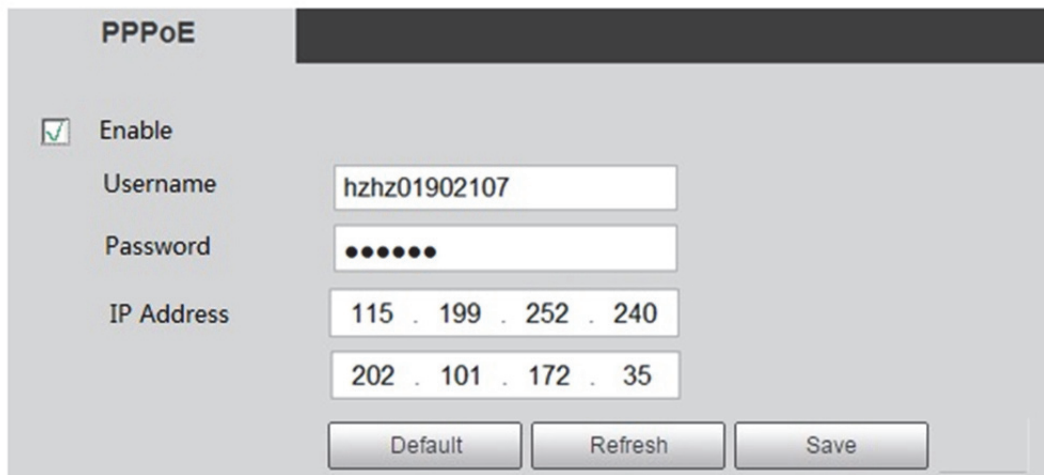 PPPoE
Enable
Username hzhz01902107
Password ●●●●●●
IP Address 115 . 199 . 252 . 240
202 . 101 . 172 . 35
Default Refresh Save